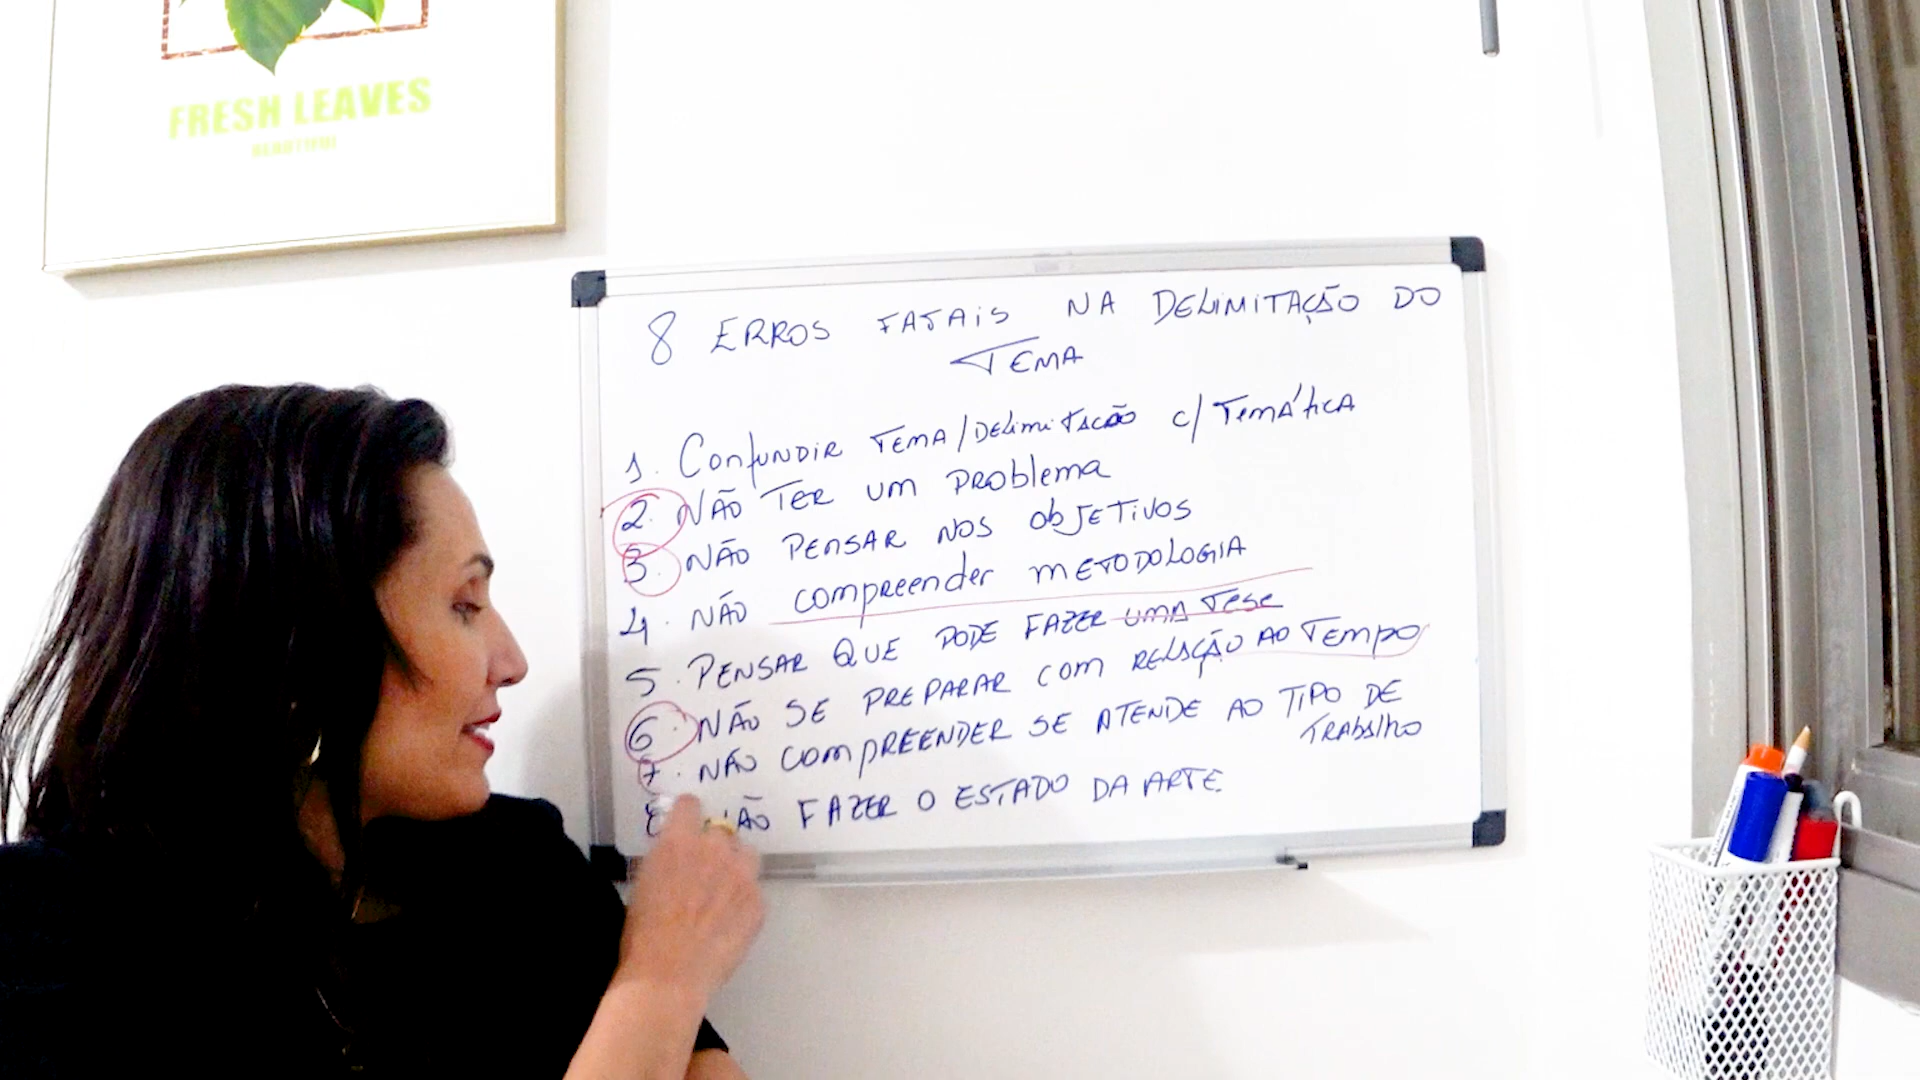 FRESH LEAVES
BEAUTIFUL
8 ERROS FATAIS NA DELIMITAÇÃO DO
TEMA
1. CONFUNDIR TEMA/DELIMITAÇÃO C/ TEMÁTICA
2. NÃO TER UM PROBLEMA
3. NÃO PENSAR NOS OBJETIVOS
4. NÃO COMPREENDER METODOLOGIA
5. PENSAR QUE PODE FAZER UMA TESE
6. NÃO SE PREPARAR COM RELAÇÃO AO TEMPO
7. NÃO COMPREENDER SE ATENDE AO TIPO DE
TRABALHO
8. NÃO FAZER O ESTADO DA ARTE